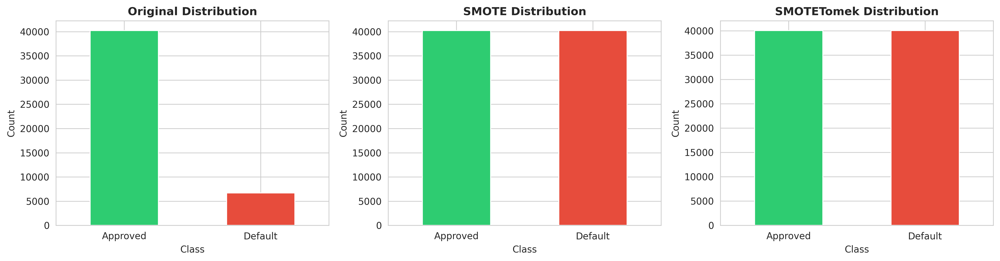 Original Distribution
40000
35000
30000
25000
20000
15000
10000
5000
0
Count
Approved
Default
Class
SMOTE Distribution
40000
35000
30000
25000
20000
15000
10000
5000
0
Count
Approved
Default
Class
SMOTETomek Distribution
40000
35000
30000
25000
20000
15000
10000
5000
0
Count
Approved
Default
Class